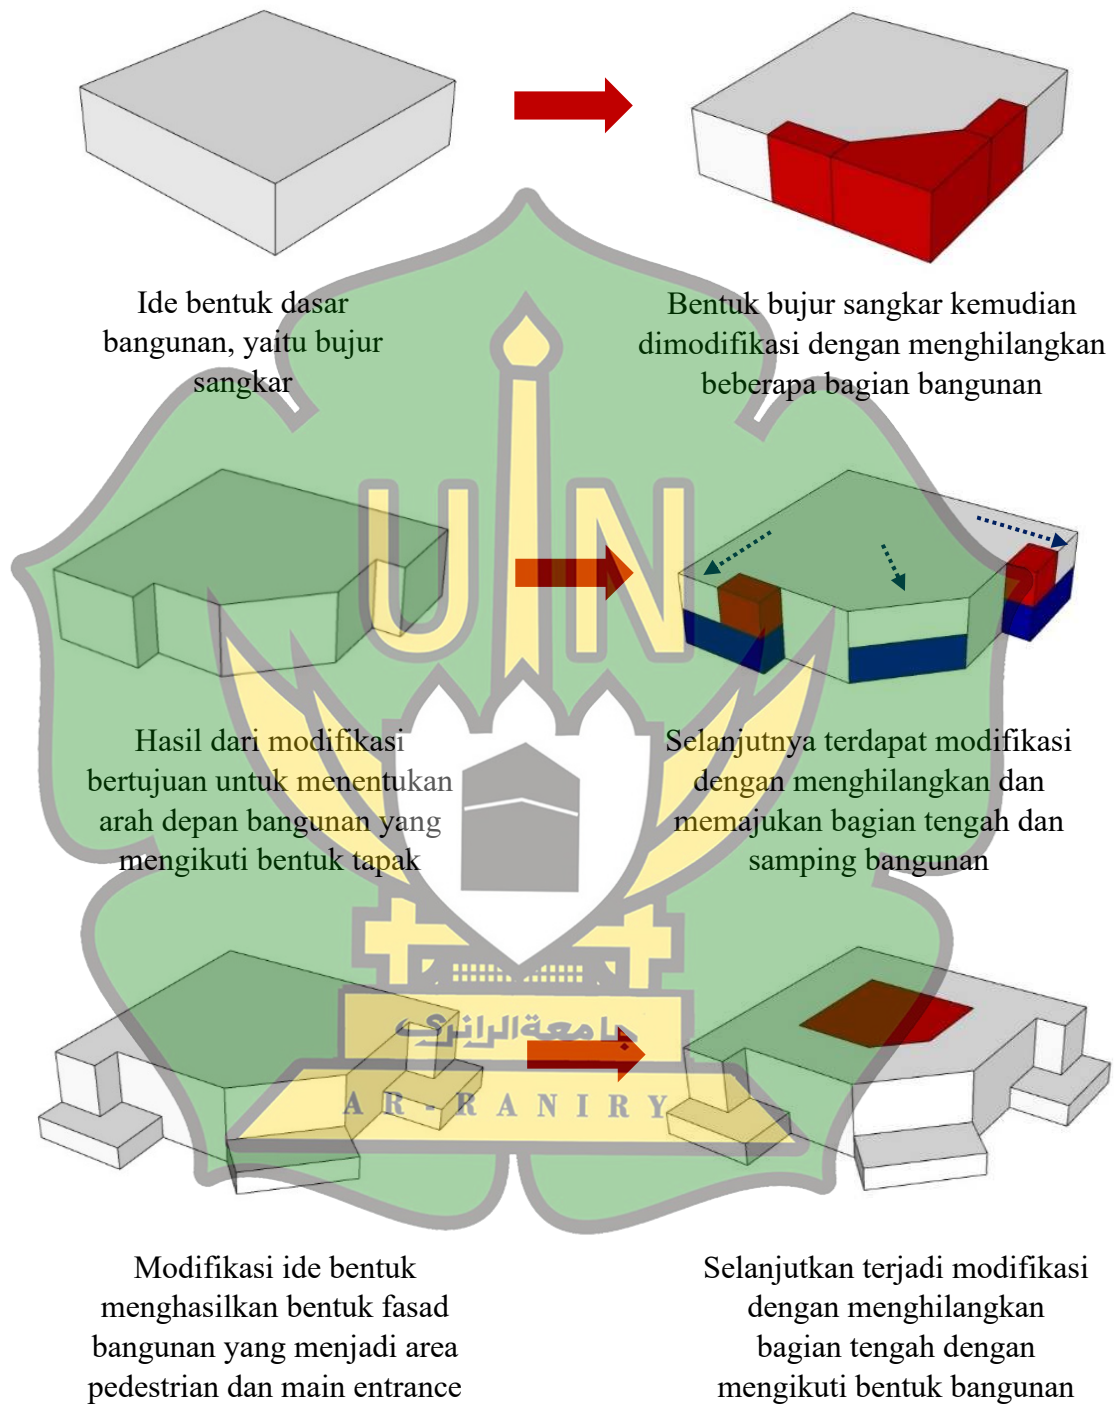 Ide bentuk dasar
bangunan, yaitu bujur
sangkar
Bentuk bujur sangkar kemudian
dimodifikasi dengan menghilangkan
beberapa bagian bangunan
UIN
Hasil dari modifikasi
bertujuan untuk menentukan
arah depan bangunan yang
mengikuti bentuk tapak
Selanjutnya terdapat modifikasi
dengan menghilangkan dan
memajukan bagian tengah dan
samping bangunan
جامعة الرانري
AR-RANIRY
Modifikasi ide bentuk
menghasilkan bentuk fasad
bangunan yang menjadi area
pedestrian dan main entrance
Selanjutkan terjadi modifikasi
dengan menghilangkan
bagian tengah dengan
mengikuti bentuk bangunan